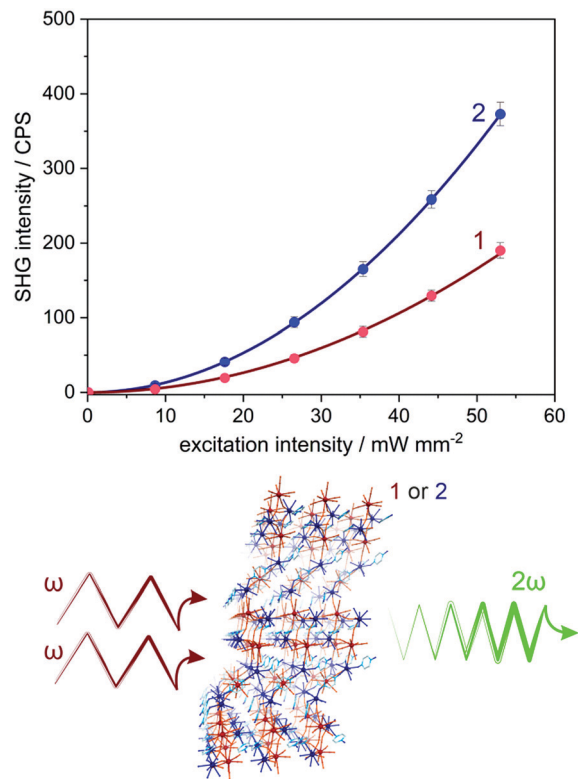 500
400
300
200
100
0
SHG intensity / CPS
2
1
0 10 20 30 40 50 60
excitation intensity / mW mm⁻²
1 or 2
ω
2ω
ω